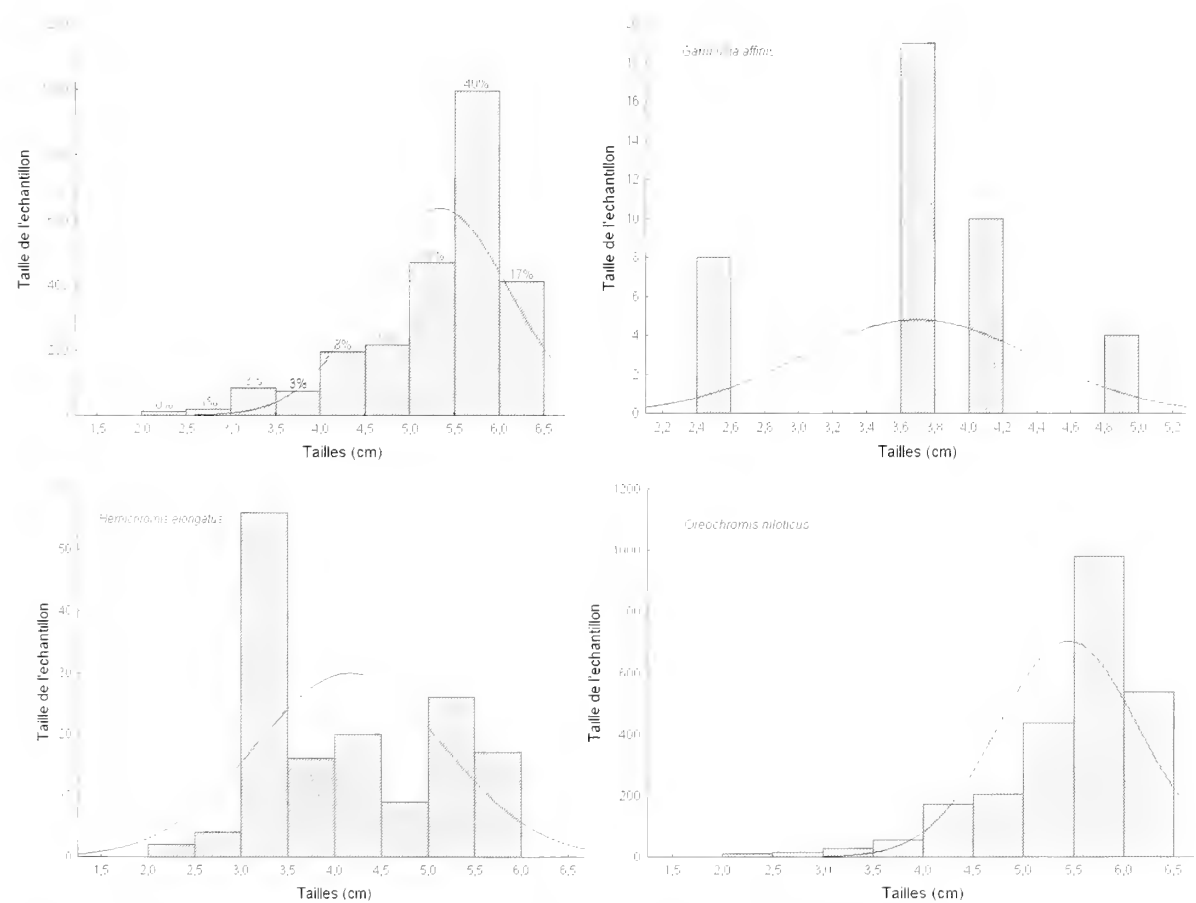 Taille de l'echantillon
40%
17%
8%
3%
1,5 2,0 2,5 3,0 3,5 4,0 4,5 5,0 5,5 6,0 6,5
Tailles (cm)
affinis
Taille de l'echantillon
18
16
14
12
10
8
6
4
2
0
2,2 2,4 2,6 2,8 3,0 3,2 3,4 3,6 3,8 4,0 4,2 4,4 4,6 4,8 5,0 5,2
Tailles (cm)
Hemichromis elongatus
Taille de l'echantillon
50
40
30
0
1,5 2,0 2,5 3,0 3,5 4,0 4,5 5,0 5,5 6,0 6,5
Tailles (cm)
Oreochromis niloticus
Taille de l'echantillon
1200
1000
800
600
400
200
0
1,5 2,0 2,5 4,0 4,5 5,0 5,5 6,0 6,5
Tailles (cm)